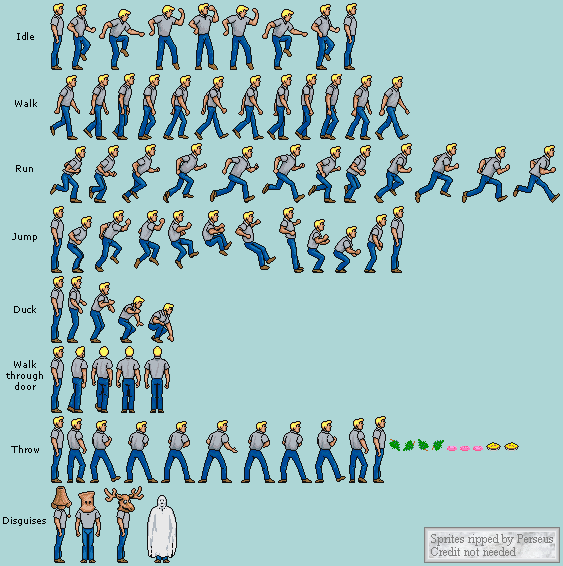 Idle
Walk
Run
Jump
Duck
Walk
through
door
Throw
Disguises
Sprites ripped by Perseus
Credit not needed